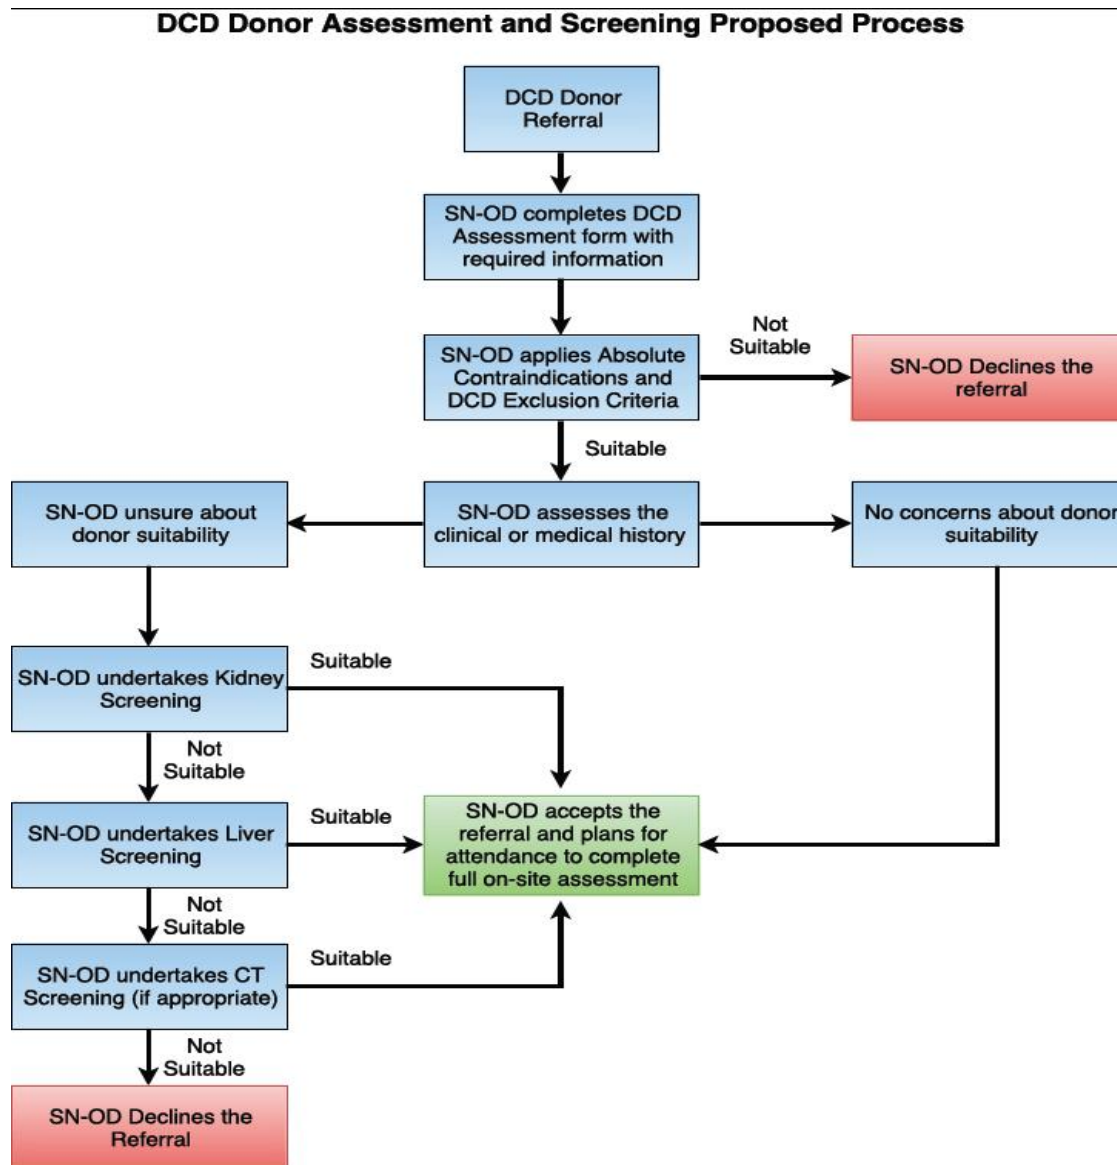 DCD Donor Assessment and Screening Proposed Process
DCD Donor
Referral
SN-OD completes DCD
Assessment form with
required information
SN-OD applies Absolute
Contraindications and
DCD Exclusion Criteria
Not
Suitable
SN-OD Declines the
referral
Suitable
SN-OD unsure about
donor suitability
SN-OD assesses the
clinical or medical history
No concerns about donor
suitability
SN-OD undertakes Kidney
Screening
Suitable
Not
Suitable
SN-OD undertakes Liver
Screening
Suitable
SN-OD accepts the
referral and plans for
attendance to complete
full on-site assessment
Not
Suitable
SN-OD undertakes CT
Screening (if appropriate)
Suitable
Not
Suitable
SN-OD Declines the
Referral